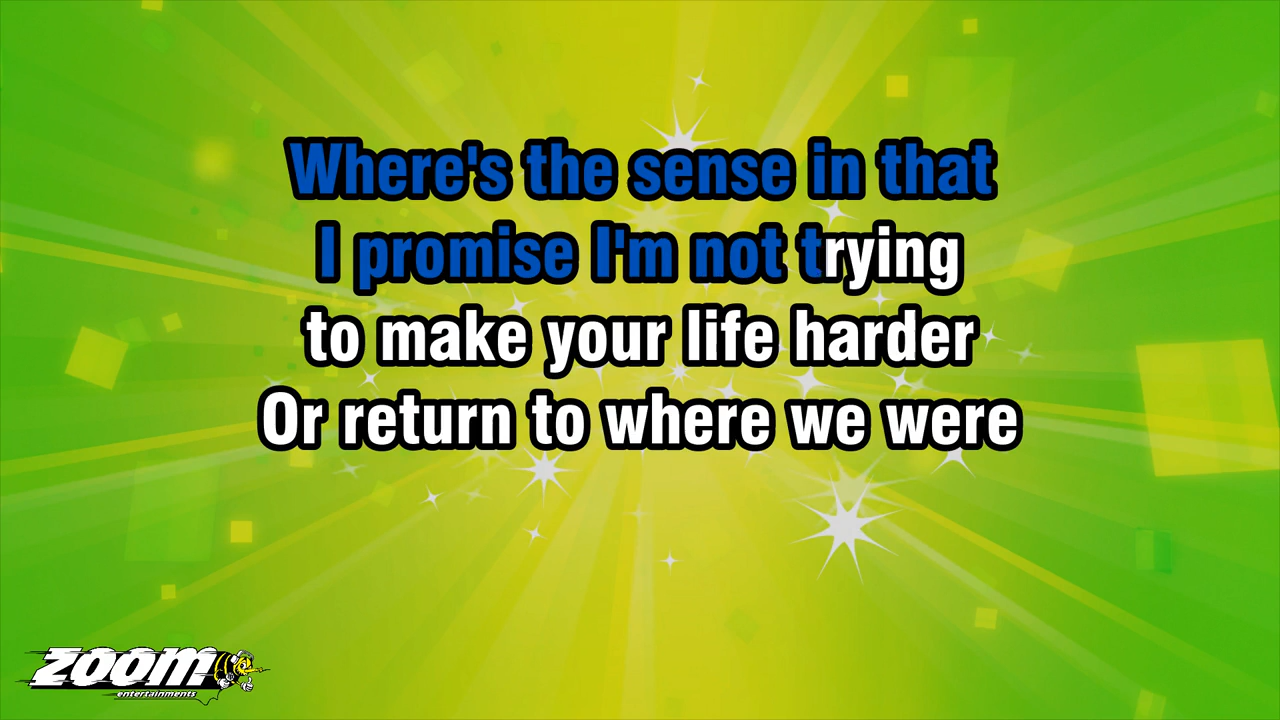 Where's the sense in that
I promise I'm not trying
to make your life harder
Or return to where we were
zoom
entertainments